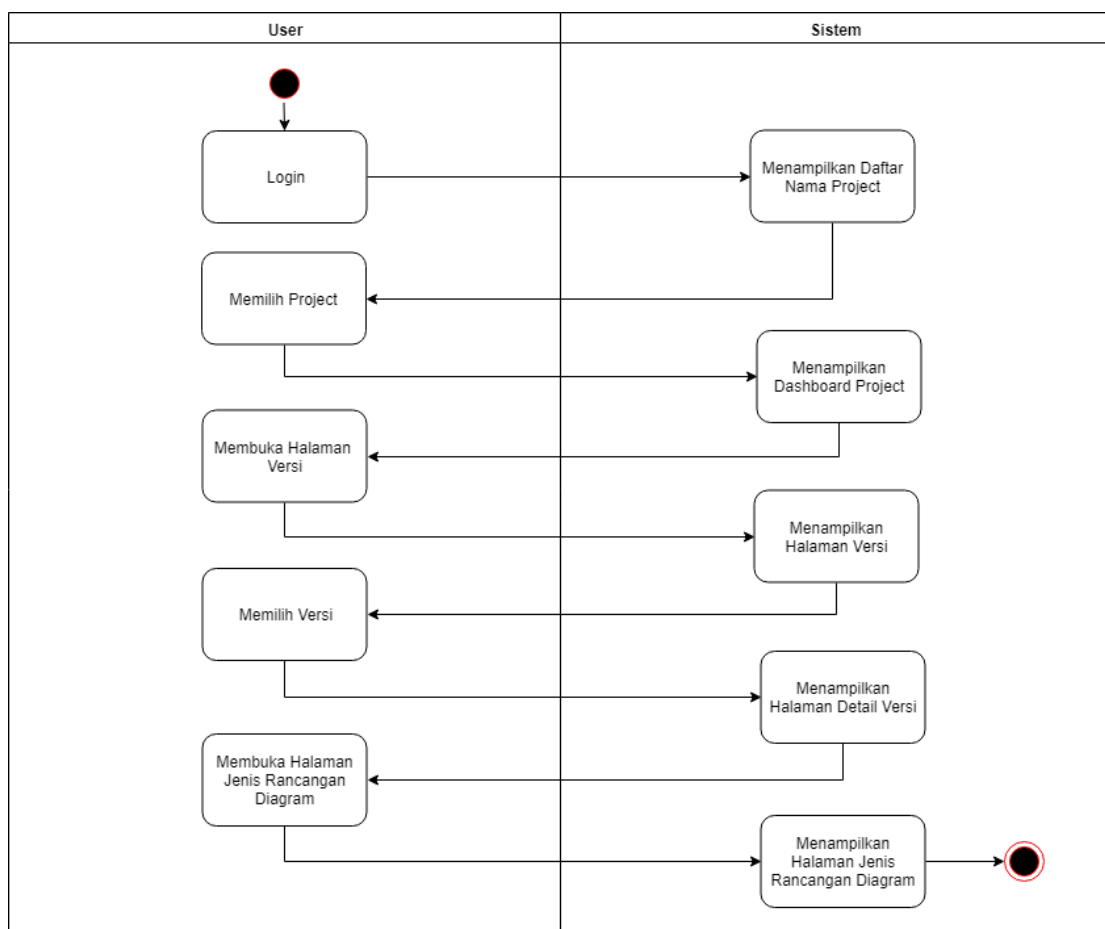 User
Sistem
Login
Menampilkan Daftar
Nama Project
Memilih Project
Menampilkan
Dashboard Project
Membuka Halaman
Versi
Menampilkan
Halaman Versi
Memilih Versi
Menampilkan
Halaman Detail Versi
Membuka Halaman
Jenis Rancangan
Diagram
Menampilkan
Halaman Jenis
Rancangan Diagram